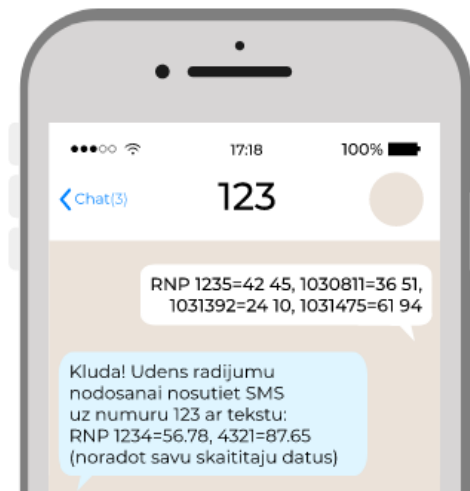 17:18
100%
Chat(3)
123
RNP 1235=42 45, 1030811=36 51,
1031392=24 10, 1031475=61 94
Kluda! Udens radijumu
nodosanai nosutiet SMS
uz numuru 123 ar tekstu:
RNP 1234=56.78, 4321=87.65
(noradot savu skaititaju datus)